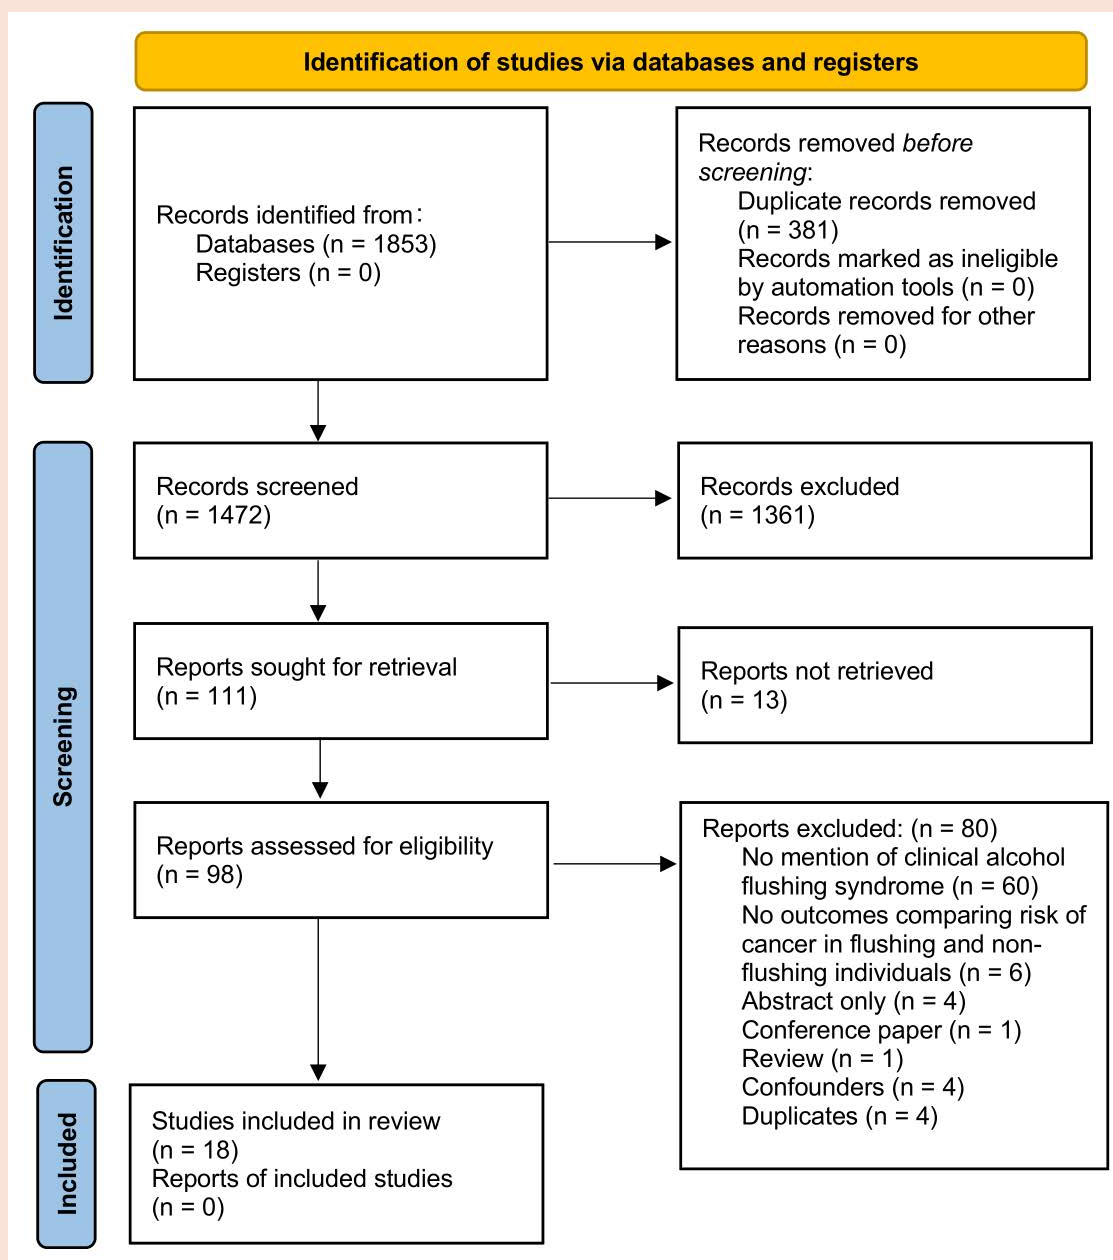 Identification of studies via databases and registers
Identification
Records identified from:
Databases (n = 1853)
Registers (n = 0)
Records removed before
screening:
Duplicate records removed
(n = 381)
Records marked as ineligible
by automation tools (n = 0)
Records removed for other
reasons (n = 0)
Screening
Records screened
(n = 1472)
Records excluded
(n = 1361)
Reports sought for retrieval
(n = 111)
Reports not retrieved
(n = 13)
Reports assessed for eligibility
(n = 98)
Reports excluded: (n = 80)
No mention of clinical alcohol
flushing syndrome (n = 60)
No outcomes comparing risk of
cancer in flushing and non-
flushing individuals (n = 6)
Abstract only (n = 4)
Conference paper (n = 1)
Review (n = 1)
Confounders (n = 4)
Duplicates (n = 4)
Included
Studies included in review
(n = 18)
Reports of included studies
(n = 0)